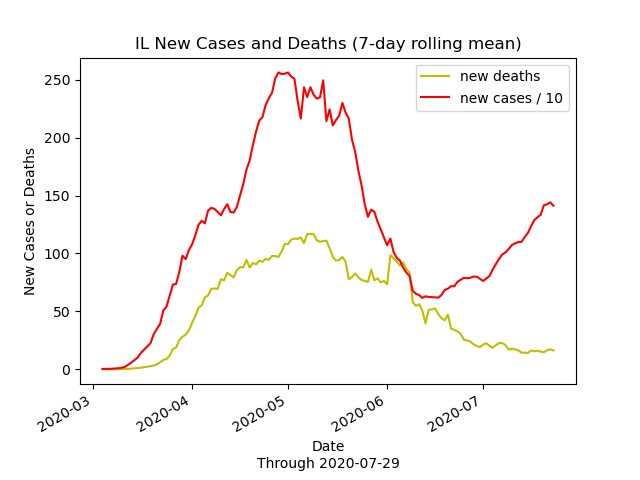 IL New Cases and Deaths (7-day rolling mean)
new deaths
new cases / 10
New Cases or Deaths
250
200
150
100
50
0
2020-03
2020-04
2020-05
2020-06
2020-07
Date
Through 2020-07-29